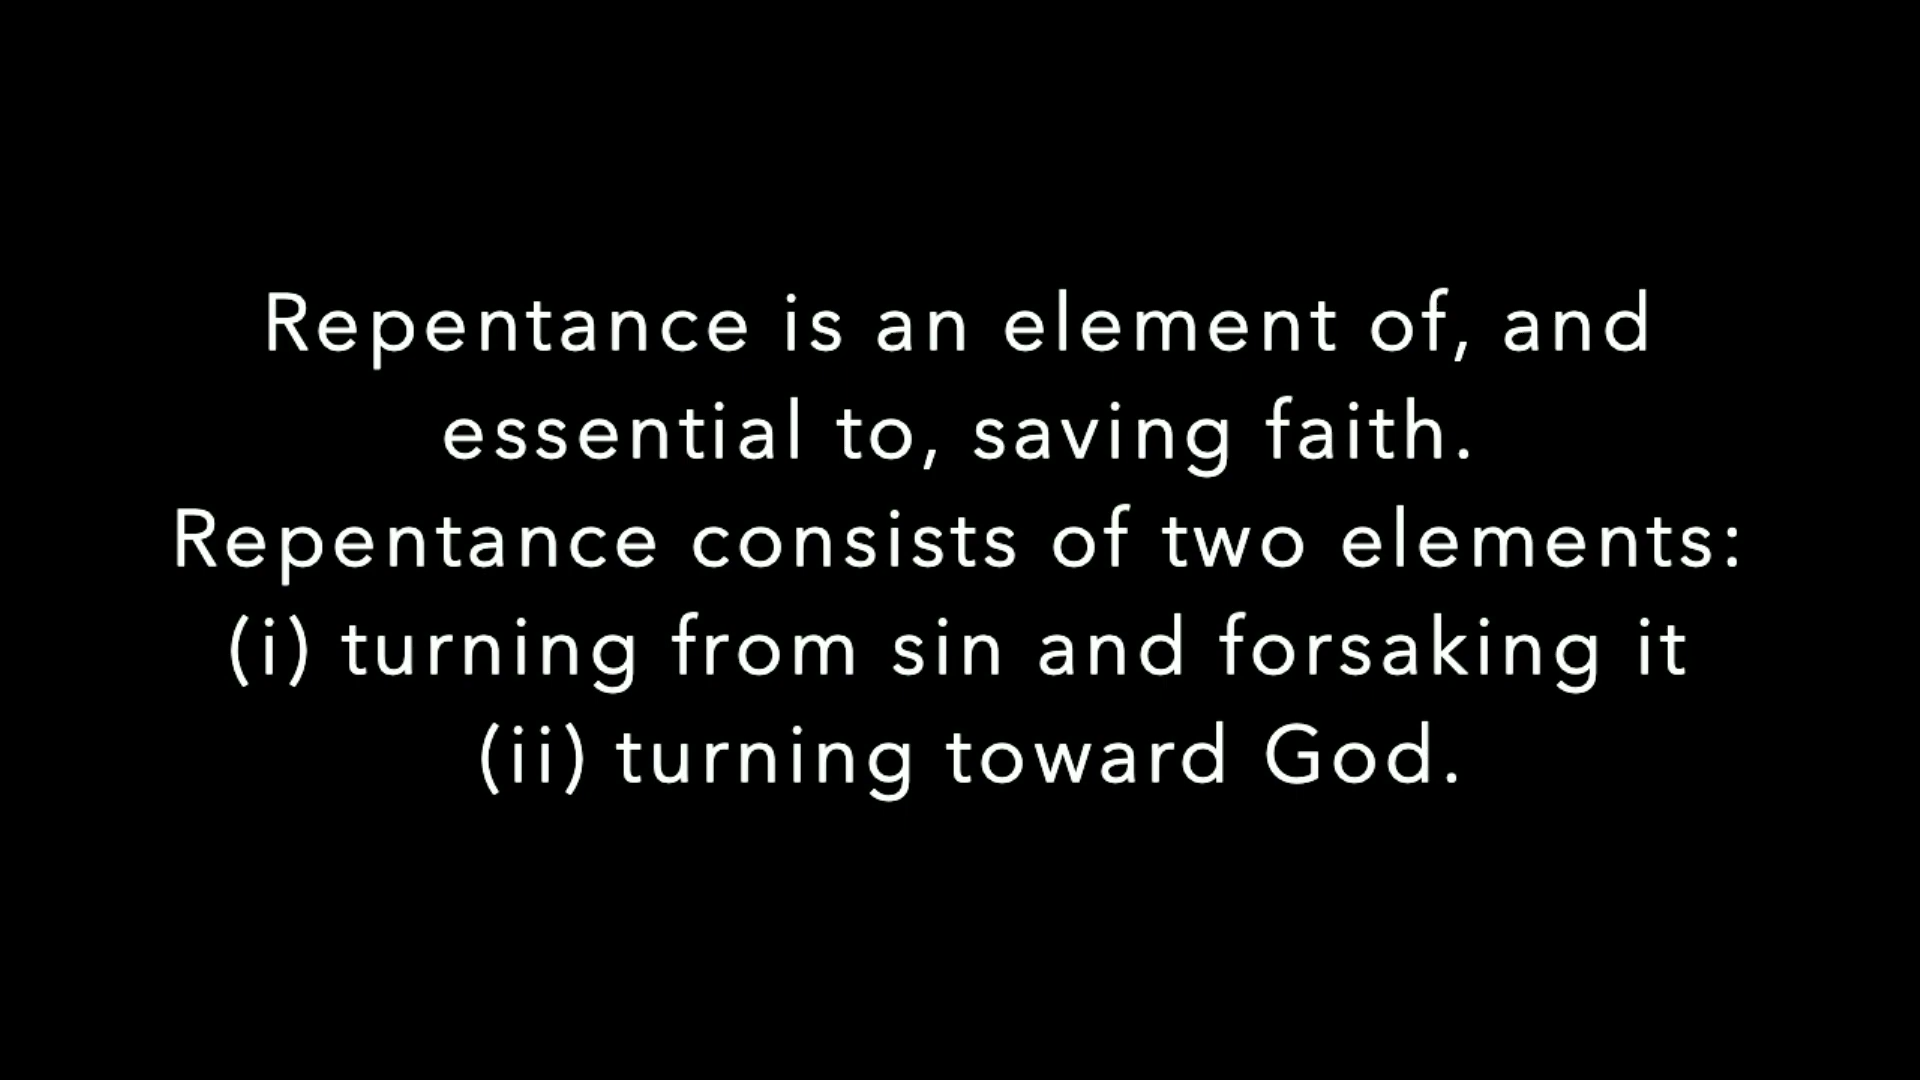 Repentance is an element of, and
essential to, saving faith.
Repentance consists of two elements:
(i) turning from sin and forsaking it
(ii) turning toward God.